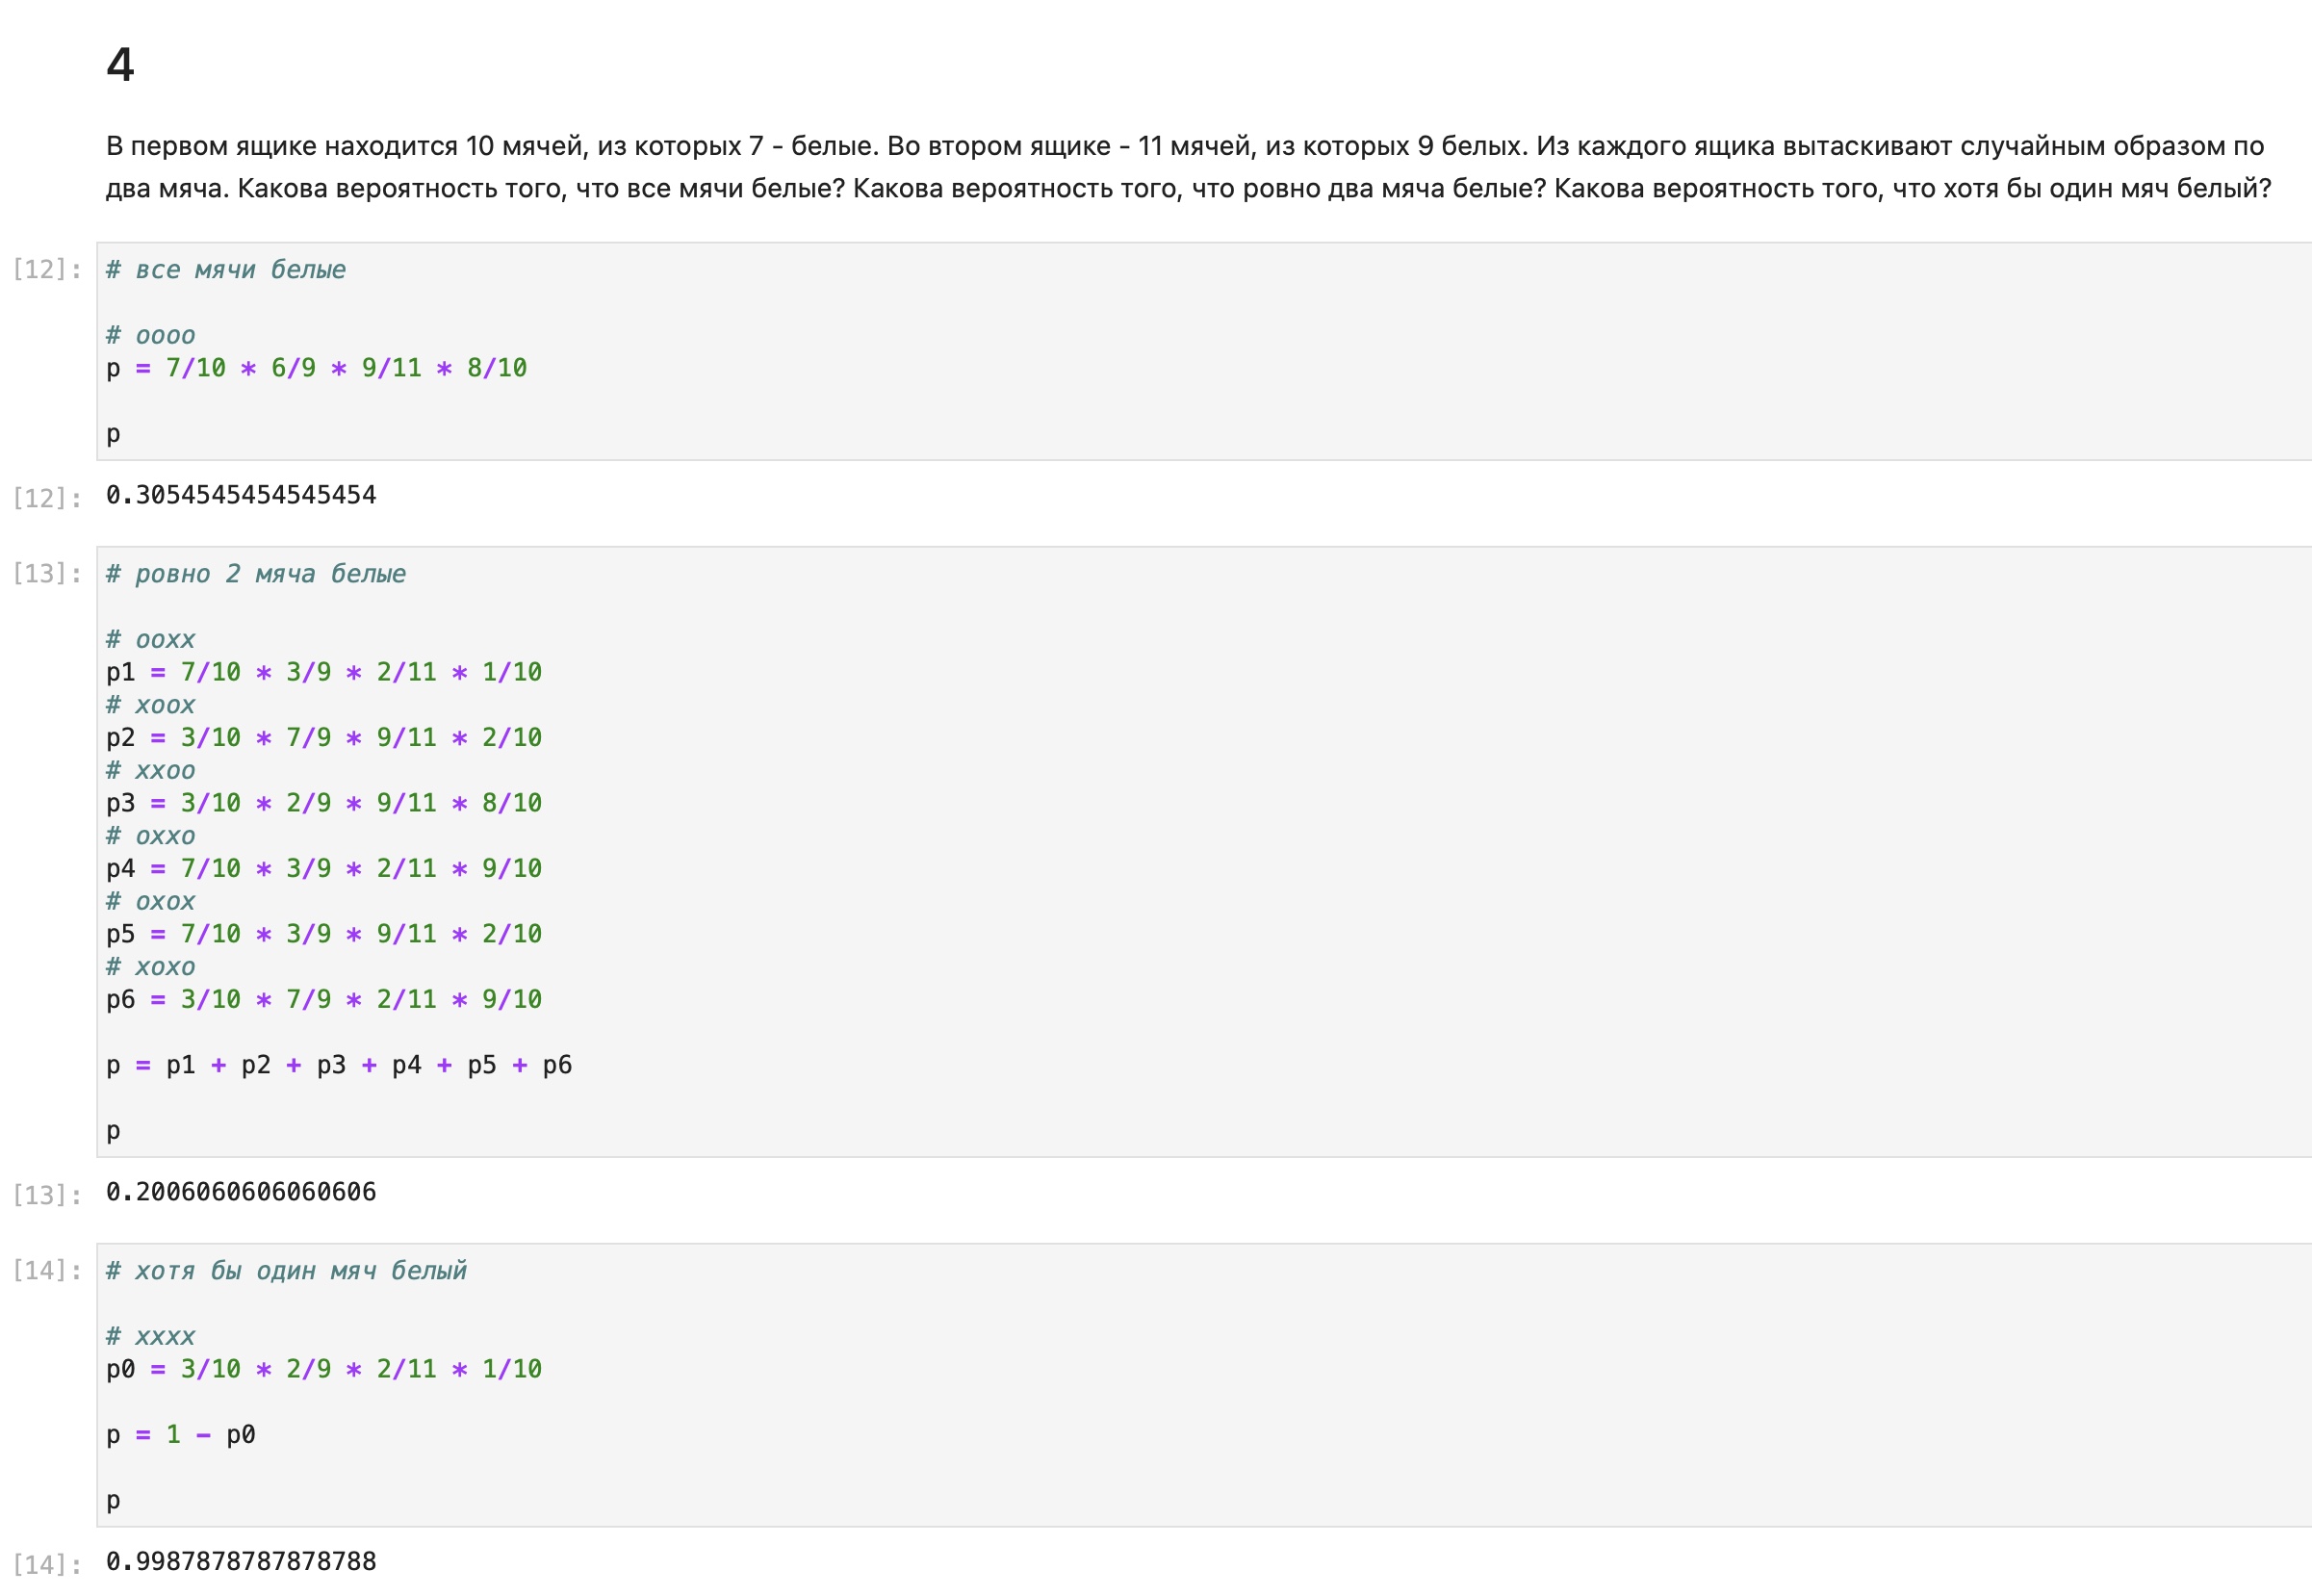 4
В первом ящике находится 10 мячей, из которых 7 - белые. Во втором ящике - 11 мячей, из которых 9 белых. Из каждого ящика вытаскивают случайным образом по
два мяча. Какова вероятность того, что все мячи белые? Какова вероятность того, что ровно два мяча белые? Какова вероятность того, что хотя бы один мяч белый?
[12]: # все мячи белые
# oooo
p = 7/10 * 6/9 * 9/11 * 8/10
p
[12]: 0.3054545454545454
[13]: # ровно 2 мяча белые
# ooxx
p1 = 7/10 * 3/9 * 2/11 * 1/10
# xoox
p2 = 3/10 * 7/9 * 9/11 * 2/10
# xxoo
p3 = 3/10 * 2/9 * 9/11 * 8/10
# oxxo
p4 = 7/10 * 3/9 * 2/11 * 9/10
# oxox
p5 = 7/10 * 3/9 * 9/11 * 2/10
# xoxo
p6 = 3/10 * 7/9 * 2/11 * 9/10
p = p1 + p2 + p3 + p4 + p5 + p6
p
[13]: 0.2006060606060606
[14]: # хотя бы один мяч белый
# xxxx
p0 = 3/10 * 2/9 * 2/11 * 1/10
p = 1 - p0
p
[14]: 0.9987878787878788